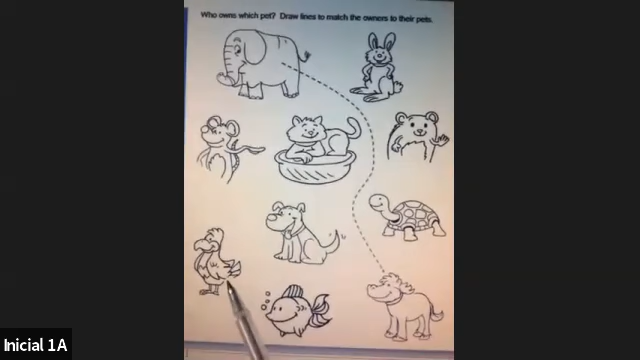 Who owns which pet? Draw lines to match the owners to their pets.
Inicial 1A